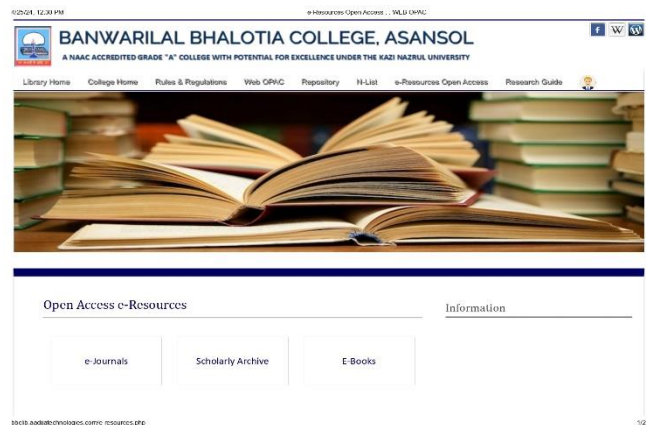 4/25/24, 12:30 PM e-Resources Open Access : : WEB OPAC
BANWARILAL BHALOTIA COLLEGE, ASANSOL
A NAAC ACCREDITED GRADE "A" COLLEGE WITH POTENTIAL FOR EXCELLENCE UNDER THE KAZI NAZRUL UNIVERSITY
f W W
Library Home College Home Rules & Regulations Web OPAC Repository N-List e-Resources Open Access Research Guide
Open Access e-Resources
Information
e-Journals Scholarly Archive E-Books
1/2